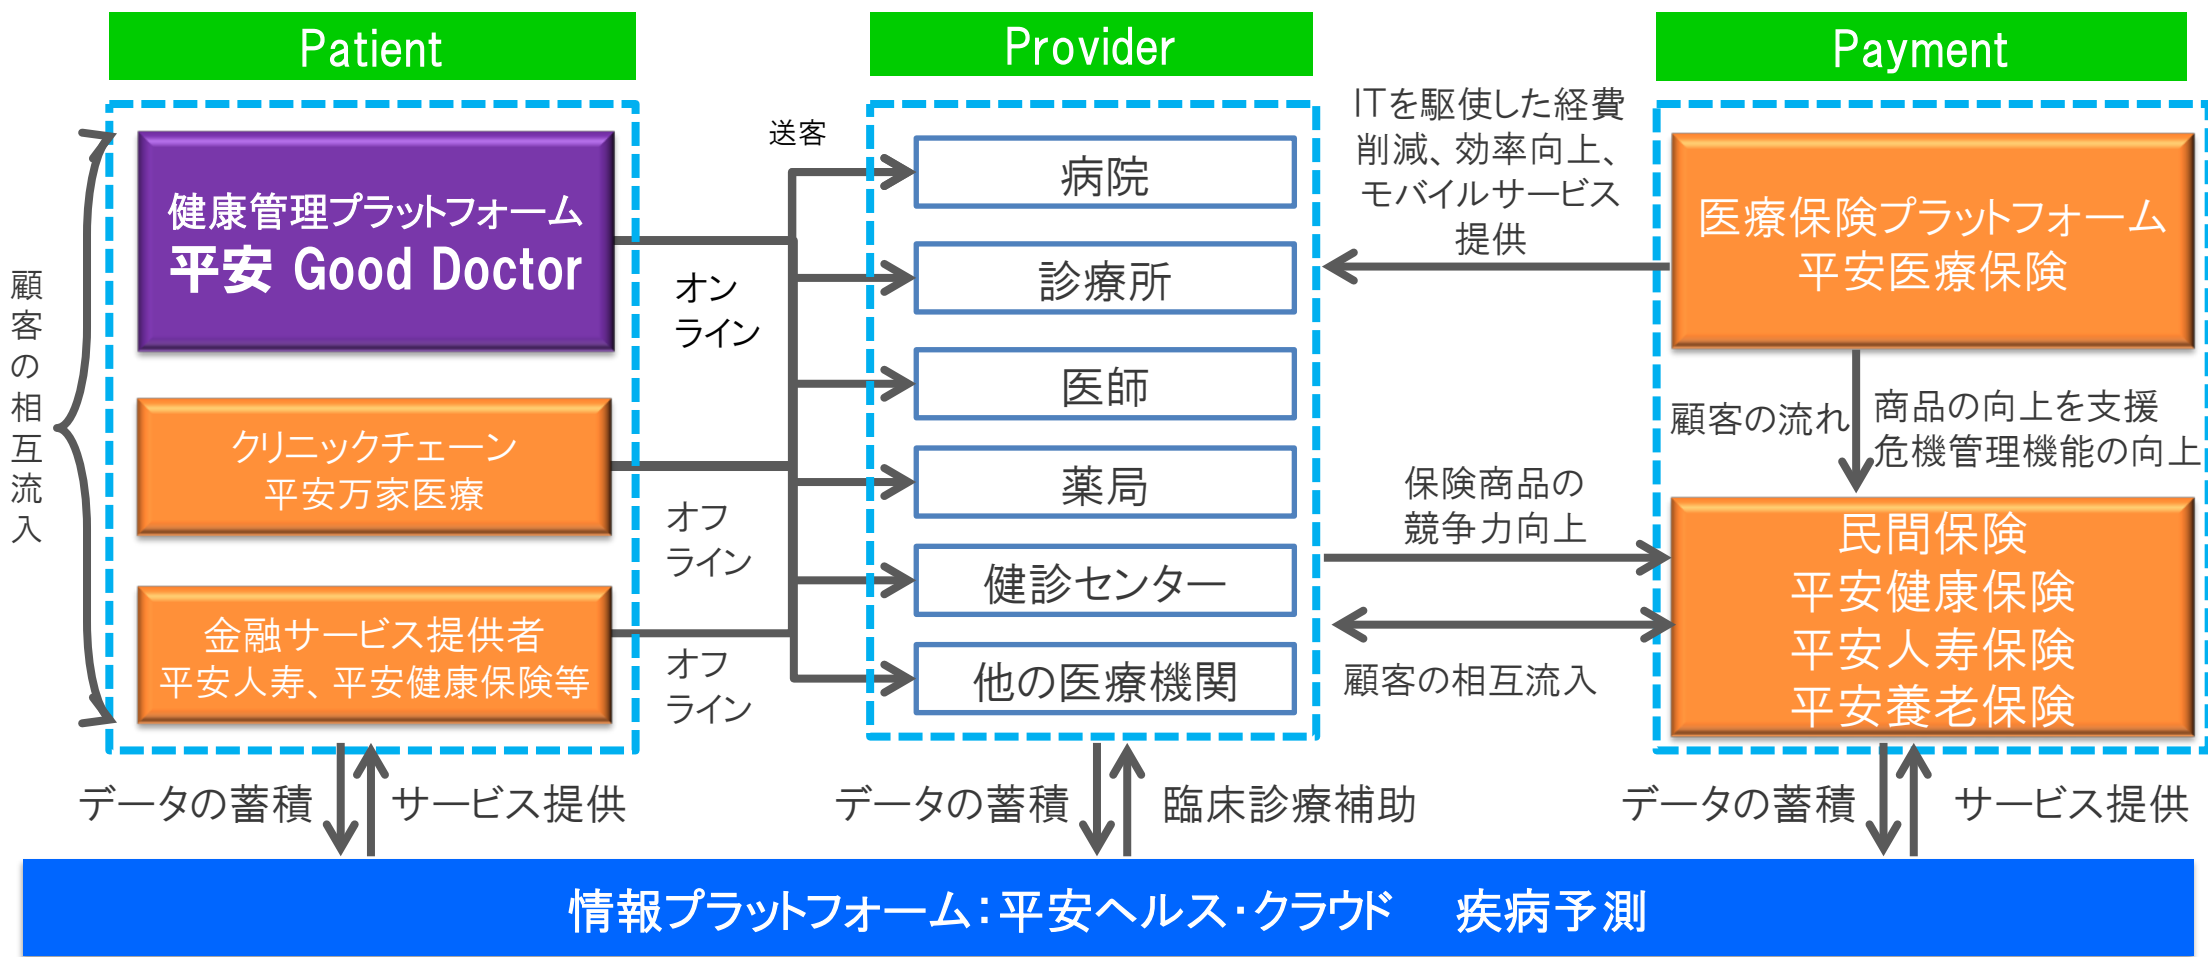 Patient
Provider
Payment
顧客の相互流入
健康管理プラットフォーム
平安 Good Doctor
クリニックチェーン
平安万家医療
金融サービス提供者
平安人寿、平安健康保険等
送客
オン
ライン
オフ
ライン
オフ
ライン
病院
診療所
医師
薬局
健診センター
他の医療機関
ITを駆使した経費
削減、効率向上、
モバイルサービス
提供
保険商品の
競争力向上
顧客の相互流入
医療保険プラットフォーム
平安医療保険
顧客の流れ
商品の向上を支援
危機管理機能の向上
民間保険
平安健康保険
平安人寿保険
平安養老保険
データの蓄積
サービス提供
データの蓄積
臨床診療補助
データの蓄積
サービス提供
情報プラットフォーム：平安ヘルス・クラウド　疾病予測